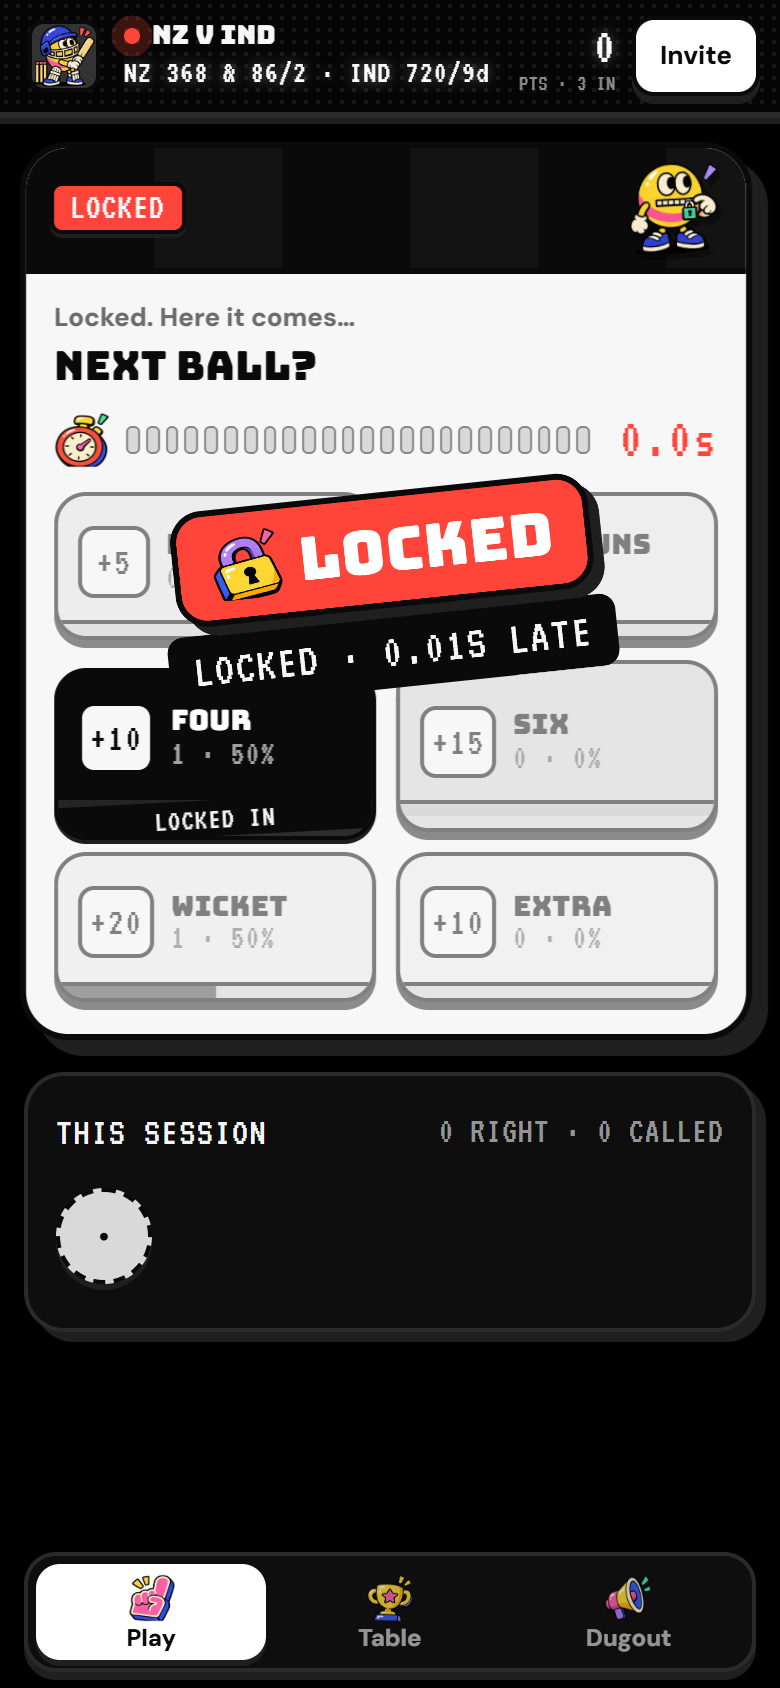 NZ V IND
NZ 368 & 86/2 · IND 720/9d
0
PTS · 3 IN
Invite
LOCKED
Locked. Here it comes…
NEXT BALL?
0.0s
+5
LOCKED
LOCKED · 0.01S LATE
+10
FOUR
1 · 50%
LOCKED IN
+15
SIX
0 · 0%
+20
WICKET
1 · 50%
+10
EXTRA
0 · 0%
THIS SESSION
0 RIGHT · 0 CALLED
Play
Table
Dugout